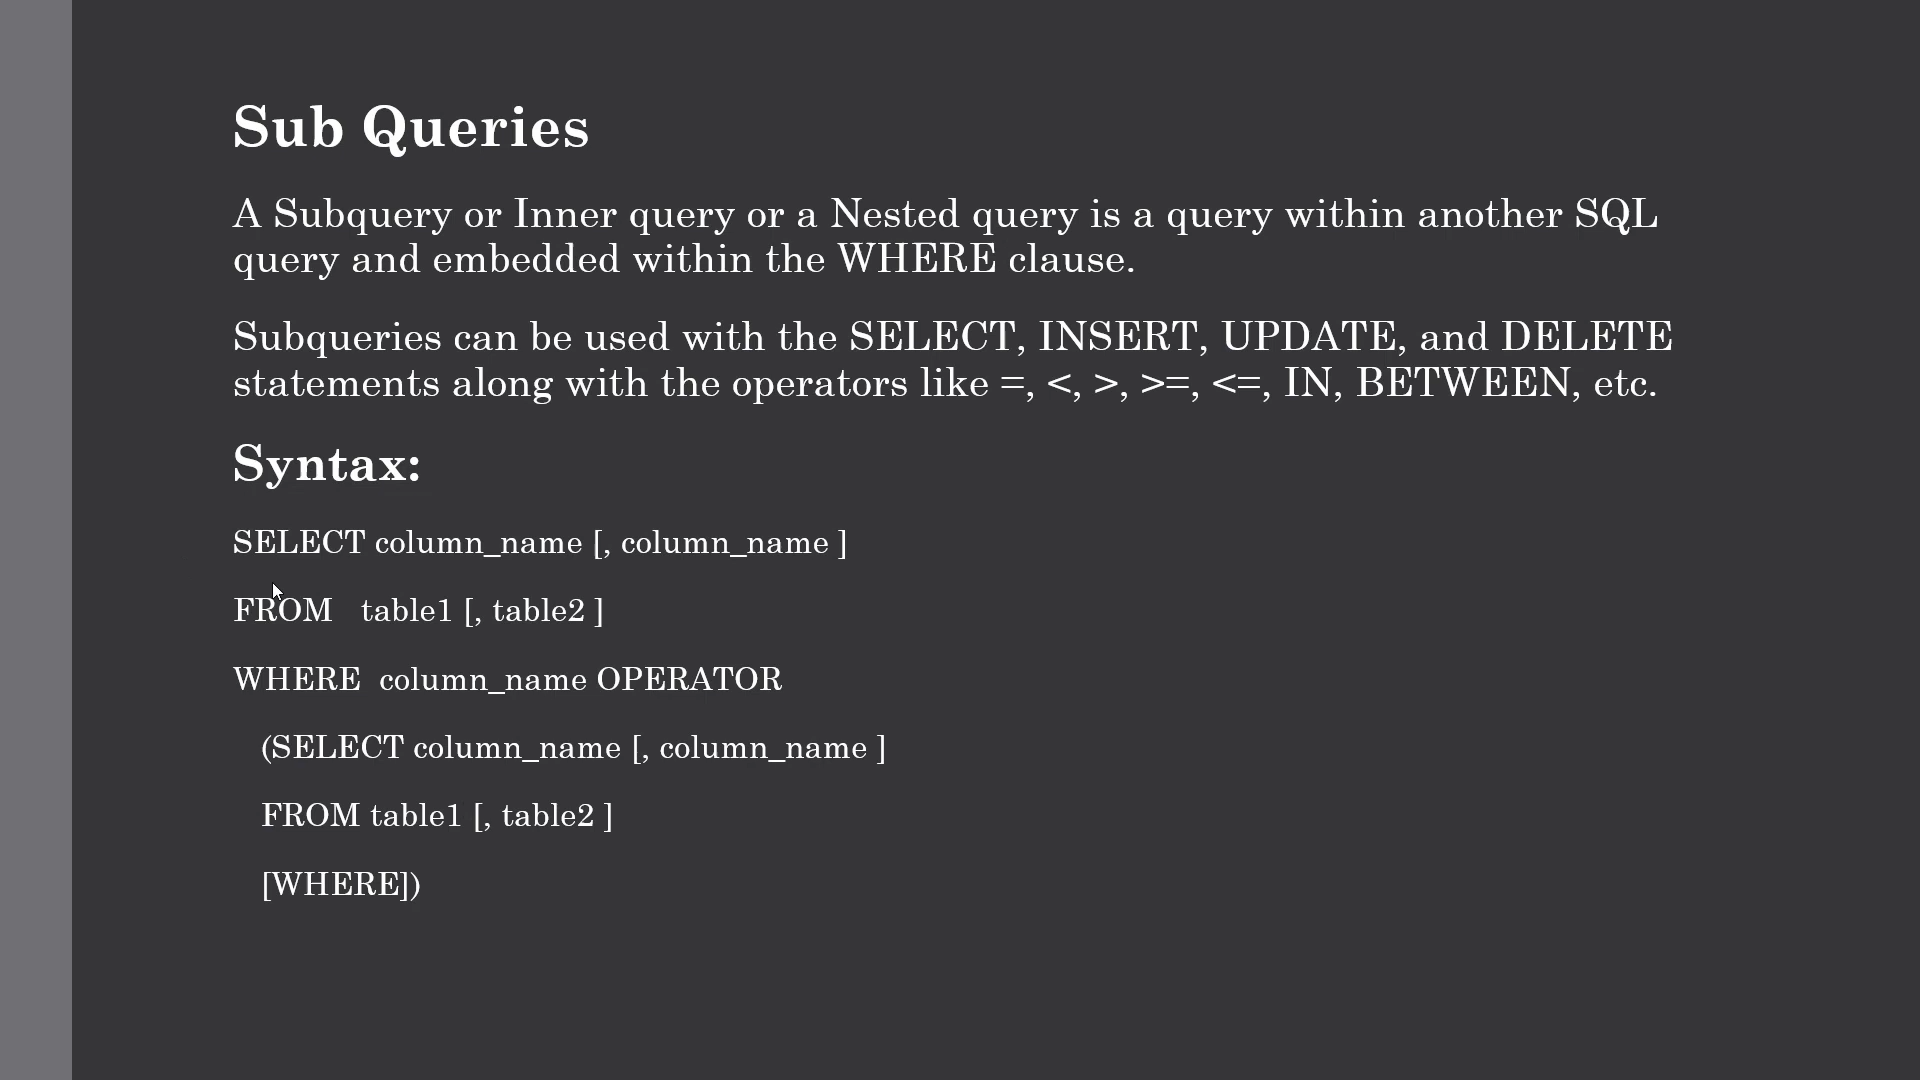 Sub Queries
A Subquery or Inner query or a Nested query is a query within another SQL
query and embedded within the WHERE clause.
Subqueries can be used with the SELECT, INSERT, UPDATE, and DELETE
statements along with the operators like =, <, >, >=, <=, IN, BETWEEN, etc.
Syntax:
SELECT column_name [, column_name ]
FROM   table1 [, table2 ]
WHERE  column_name OPERATOR
   (SELECT column_name [, column_name ]
   FROM table1 [, table2 ]
   [WHERE])